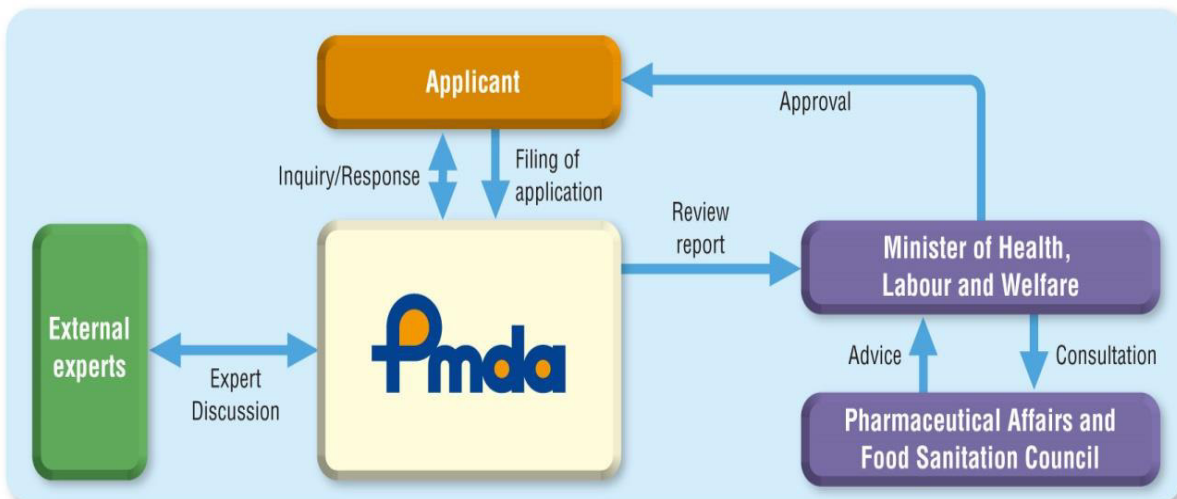 Applicant
Approval
Inquiry/Response
Filing of
application
Review
report
Minister of Health,
Labour and Welfare
External
experts
Expert
Discussion
Pmda
Advice
Consultation
Pharmaceutical Affairs and
Food Sanitation Council